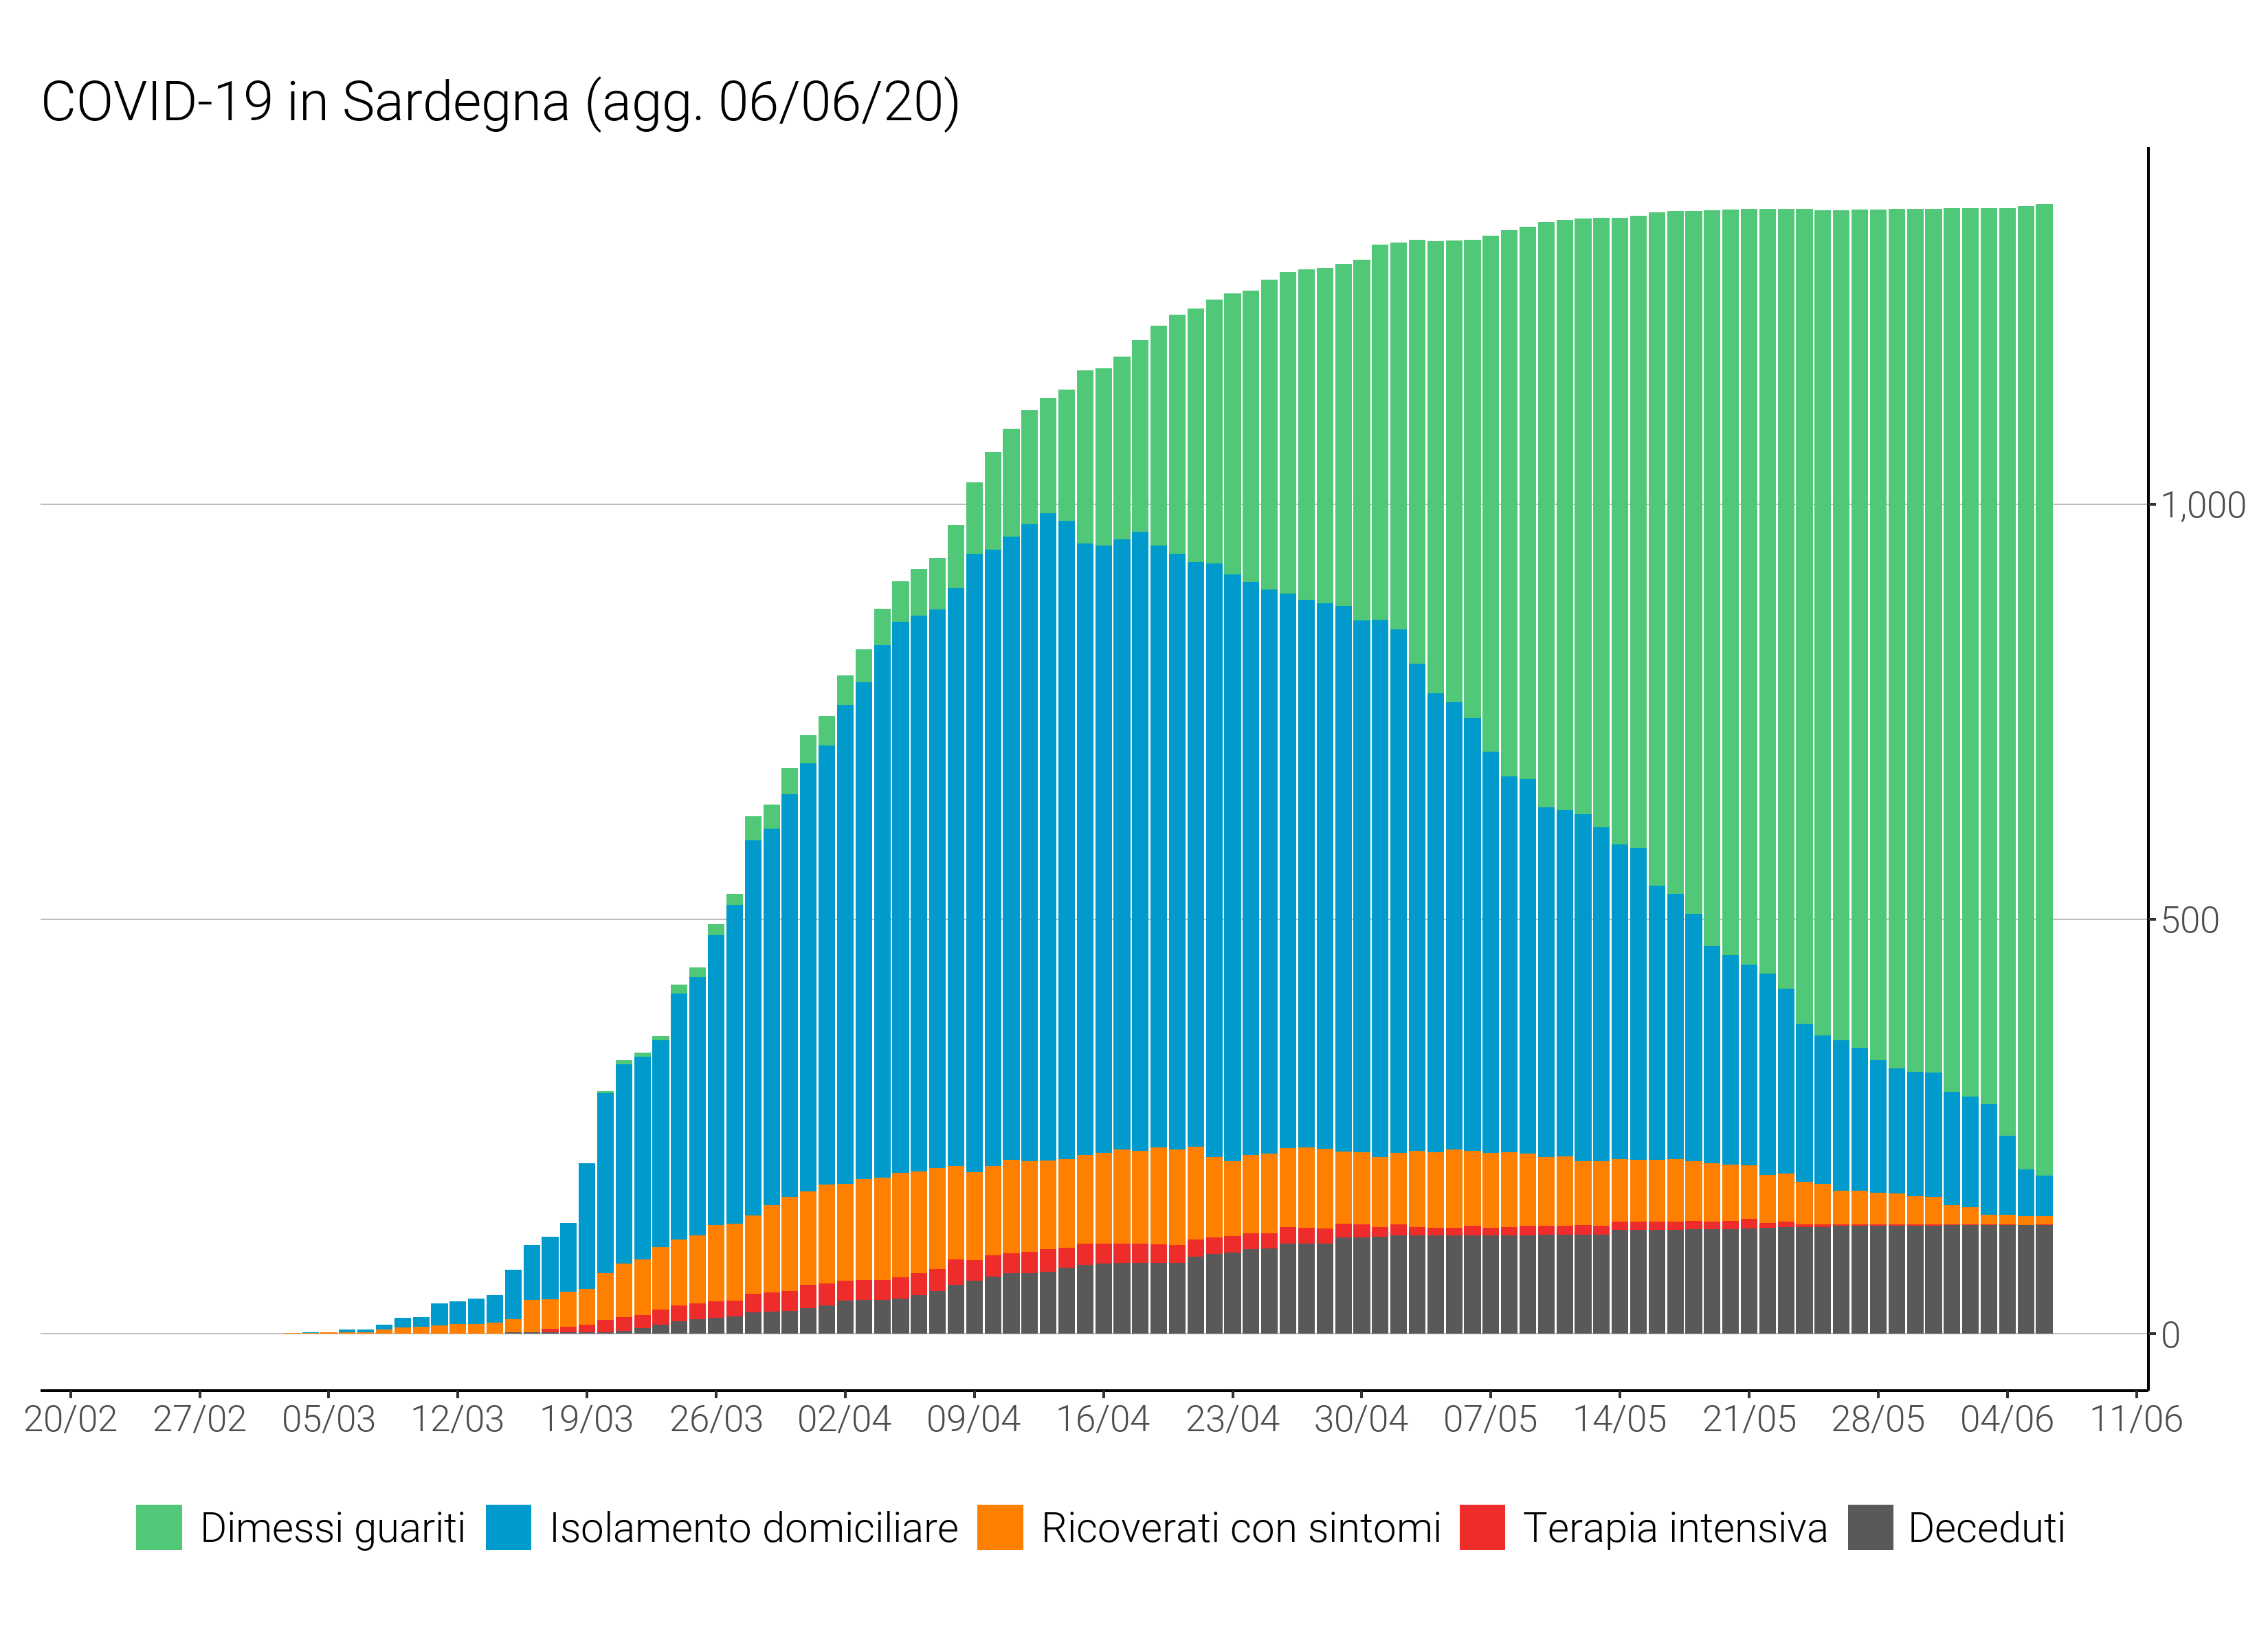 COVID-19 in Sardegna (agg. 06/06/20)
1,000
500
0
20/02 27/02 05/03 12/03 19/03 26/03 02/04 09/04 16/04 23/04 30/04 07/05 14/05 21/05 28/05 04/06 11/06
Dimessi guariti Isolamento domiciliare Ricoverati con sintomi Terapia intensiva Deceduti